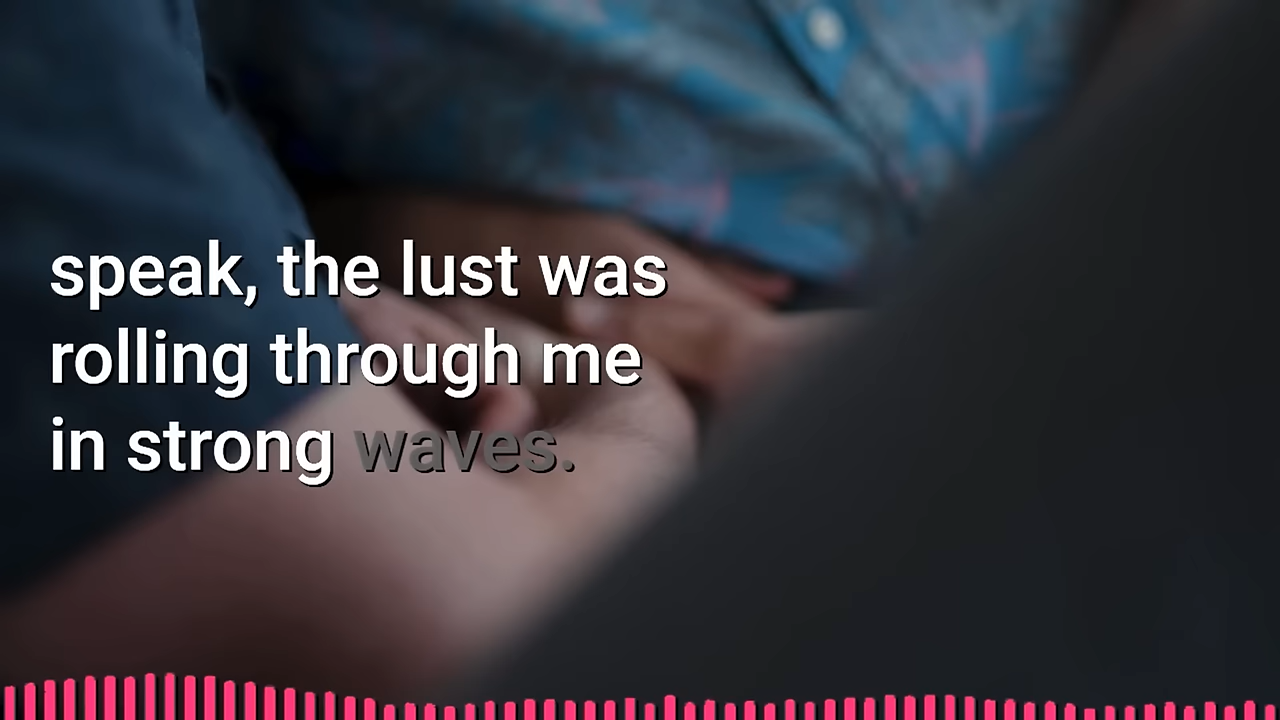 speak, the lust was
rolling through me
in strong waves.